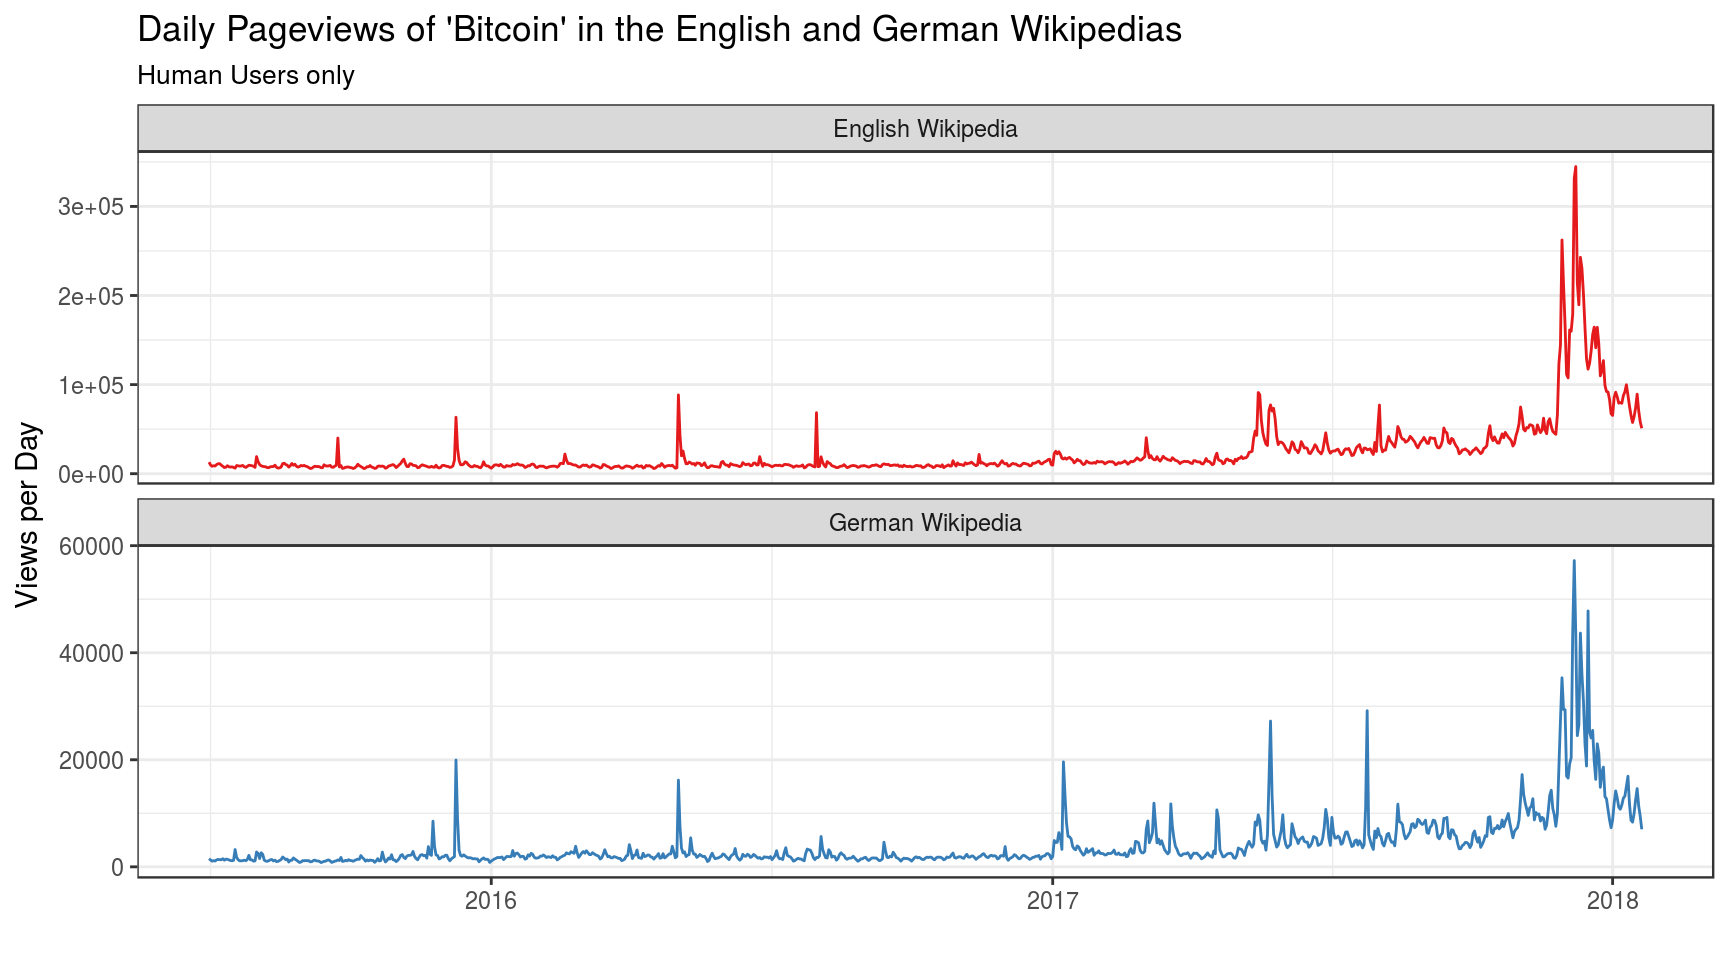 Daily Pageviews of 'Bitcoin' in the English and German Wikipedias
Human Users only
English Wikipedia
3e+05
2e+05
1e+05
0e+00
Views per Day
German Wikipedia
60000
40000
20000
0
2016 2017 2018